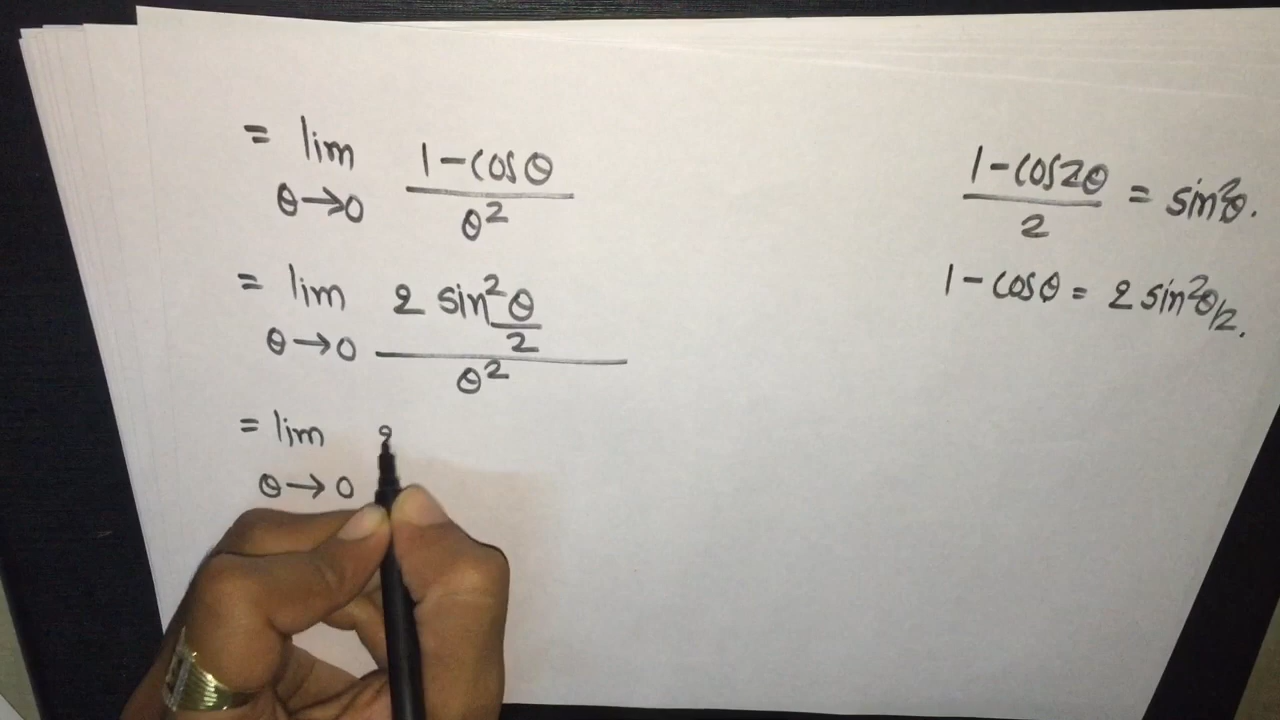 = lim 1-cosθ
θ→0 θ²
= lim 2 sin²θ
2
θ→0 θ²
= lim 2
θ→0
1-cos2θ
2 = sin²θ.
1-cosθ = 2 sin²θ/2.